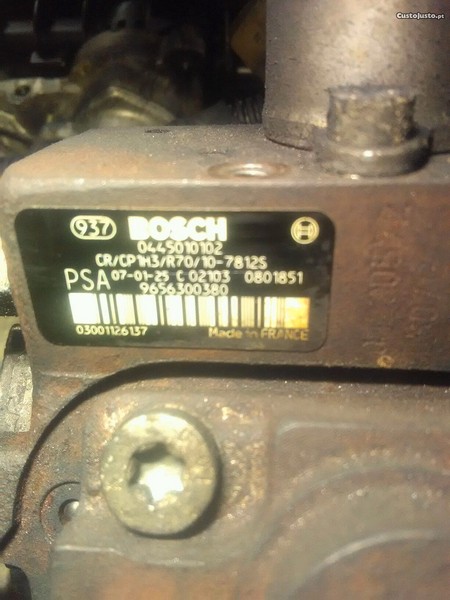 CustoJusto.pt
937 BOSCH
0445010102
CR/CP1H3/R70/10-7812S
PSA 07-01-25 C 02103 0801851
9656300380
03001126137 Made in FRANCE